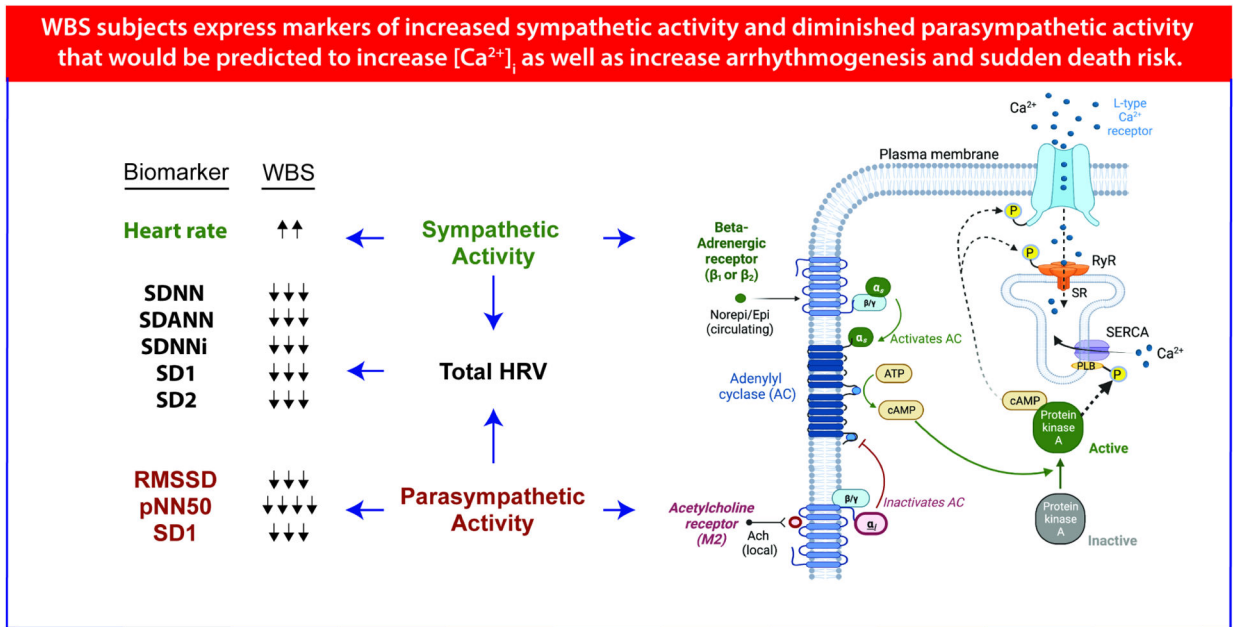 WBS subjects express markers of increased sympathetic activity and diminished parasympathetic activity
that would be predicted to increase [Ca²⁺]ᵢ as well as increase arrhythmogenesis and sudden death risk.
Biomarker WBS
Heart rate ↑↑
SDNN ↓↓↓
SDANN ↓↓↓
SDNNi ↓↓↓
SD1 ↓↓↓
SD2 ↓↓↓
RMSSD ↓↓↓
pNN50 ↓↓↓↓
SD1 ↓↓↓
Sympathetic
Activity
Total HRV
Parasympathetic
Activity
Plasma membrane
Ca²⁺
L-type
Ca²⁺
receptor
Beta-
Adrenergic
receptor
(β₁ or β₂)
Norepi/Epi
(circulating)
αₛ
β/γ
αₛ
Activates AC
Adenylyl
cyclase (AC)
ATP
cAMP
β/γ
αᵢ
Inactivates AC
Acetylcholine
receptor
(M2)
Ach
(local)
P
P
RyR
SR
SERCA
Ca²⁺
PLB
P
cAMP
Protein
kinase
A
Active
Protein
kinase
A
Inactive